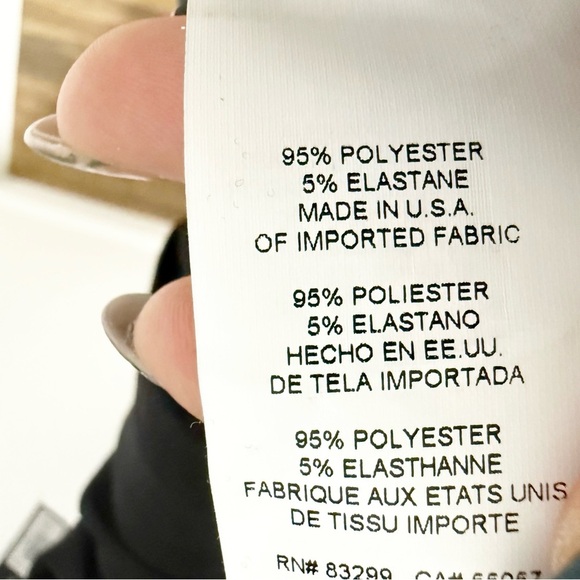 95% POLYESTER
5% ELASTANE
MADE IN U.S.A.
OF IMPORTED FABRIC
95% POLIESTER
5% ELASTANO
HECHO EN EE.UU.
DE TELA IMPORTADA
95% POLYESTER
5% ELASTHANNE
FABRIQUE AUX ETATS UNIS
DE TISSU IMPORTE
RN# 83299 CA#